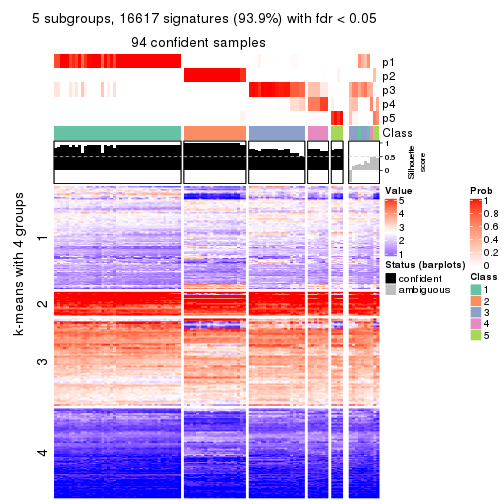 5 subgroups, 16617 signatures (93.9%) with fdr < 0.05
94 confident samples
p1
p2
p3
p4
p5
Class
1
0.5
0
Silhouette
score
k-means with 4 groups
1
2
3
4
Value
5
4
3
2
1
Status (barplots)
confident
ambiguous
Prob
1
0.8
0.6
0.4
0.2
0
Class
1
2
3
4
5